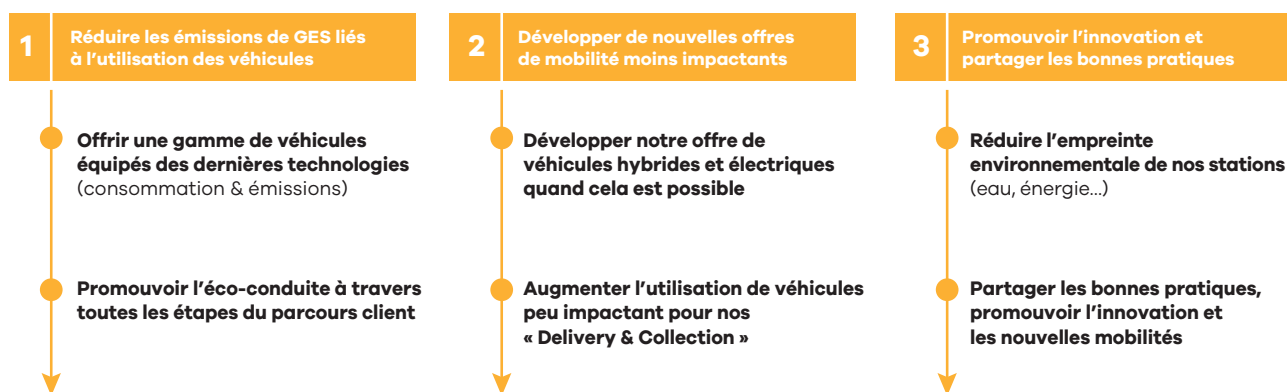 1
Réduire les émissions de GES liés
à l'utilisation des véhicules
Offrir une gamme de véhicules
équipés des dernières technologies
(consommation & émissions)
Promouvoir l'éco-conduite à travers
toutes les étapes du parcours client
2
Développer de nouvelles offres
de mobilité moins impactants
Développer notre offre de
véhicules hybrides et électriques
quand cela est possible
Augmenter l'utilisation de véhicules
peu impactant pour nos
« Delivery & Collection »
3
Promouvoir l'innovation et
partager les bonnes pratiques
Réduire l'empreinte
environnementale de nos stations
(eau, énergie...)
Partager les bonnes pratiques,
promouvoir l'innovation et
les nouvelles mobilités